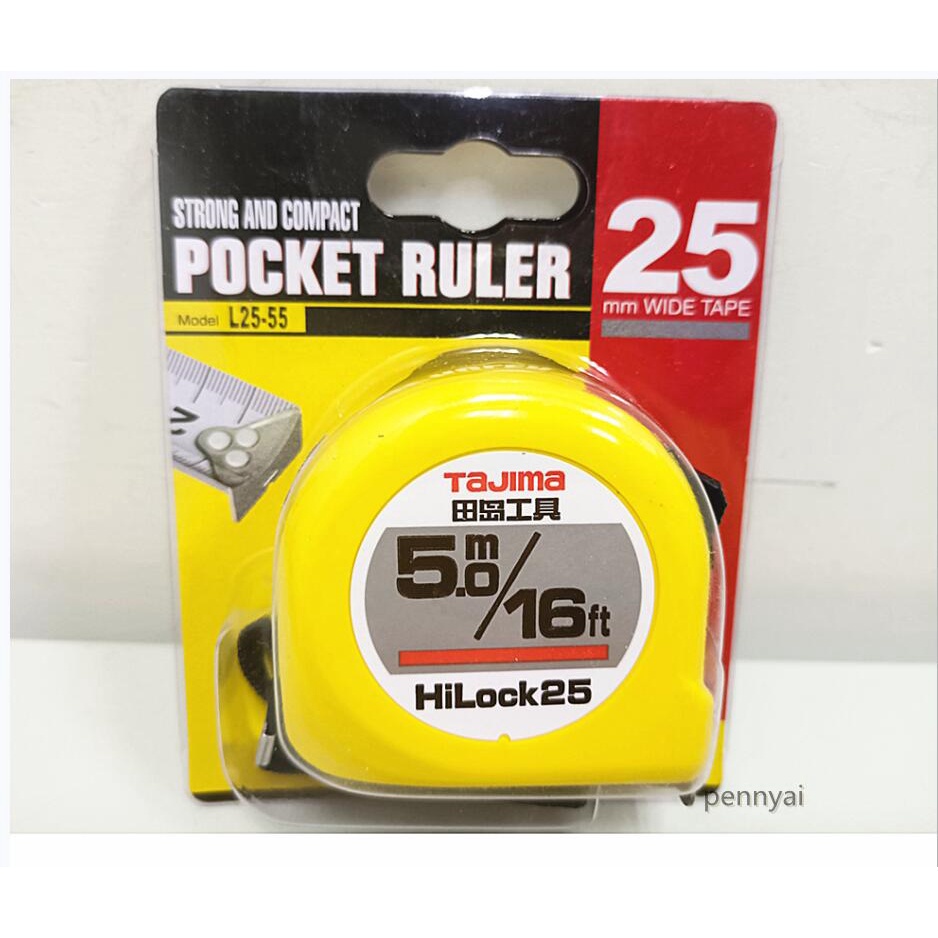 STRONG AND COMPACT
POCKET RULER
Model L25-55
25
mm WIDE TAPE
2
TaJIMa
田岛工具
5.0m/16ft
HiLock25
pennyai